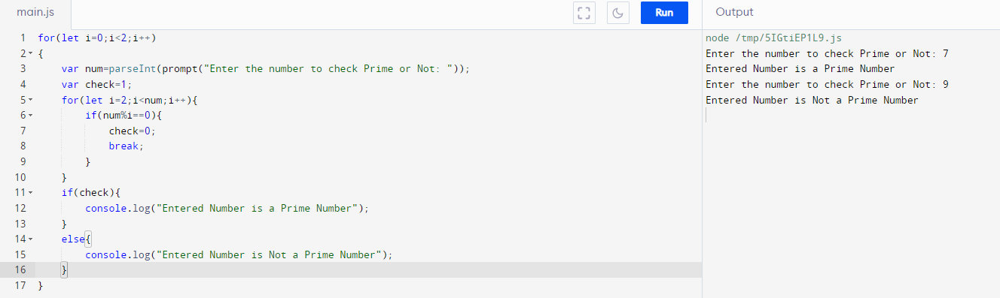 main.js
Run
Output
1 for(let i=0;i<2;i++)
2 {
3     var num=parseInt(prompt("Enter the number to check Prime or Not: "));
4     var check=1;
5     for(let i=2;i<num;i++){
6         if(num%i==0){
7             check=0;
8             break;
9         }
10     }
11     if(check){
12         console.log("Entered Number is a Prime Number");
13     }
14     else{
15         console.log("Entered Number is Not a Prime Number");
16     }
17 }
node /tmp/5IGtiEP1L9.js
Enter the number to check Prime or Not: 7
Entered Number is a Prime Number
Enter the number to check Prime or Not: 9
Entered Number is Not a Prime Number